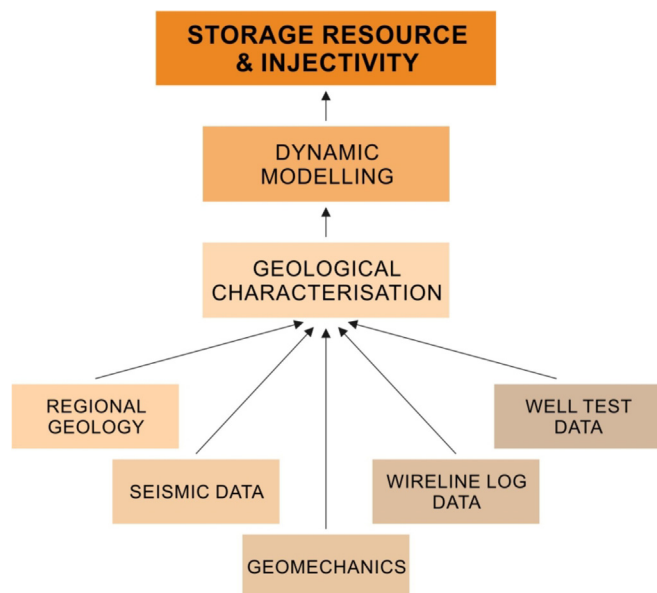 STORAGE RESOURCE
& INJECTIVITY
DYNAMIC
MODELLING
GEOLOGICAL
CHARACTERISATION
REGIONAL
GEOLOGY
WELL TEST
DATA
SEISMIC DATA
WIRELINE LOG
DATA
GEOMECHANICS